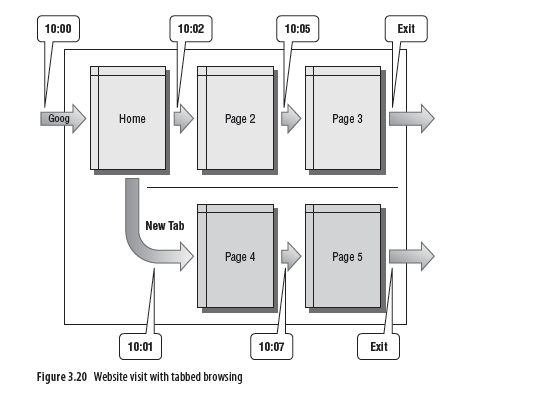 10:00
10:02
10:05
Exit
Goog
Home
Page 2
Page 3
New Tab
Page 4
Page 5
10:01
10:07
Exit
Figure 3.20 Website visit with tabbed browsing